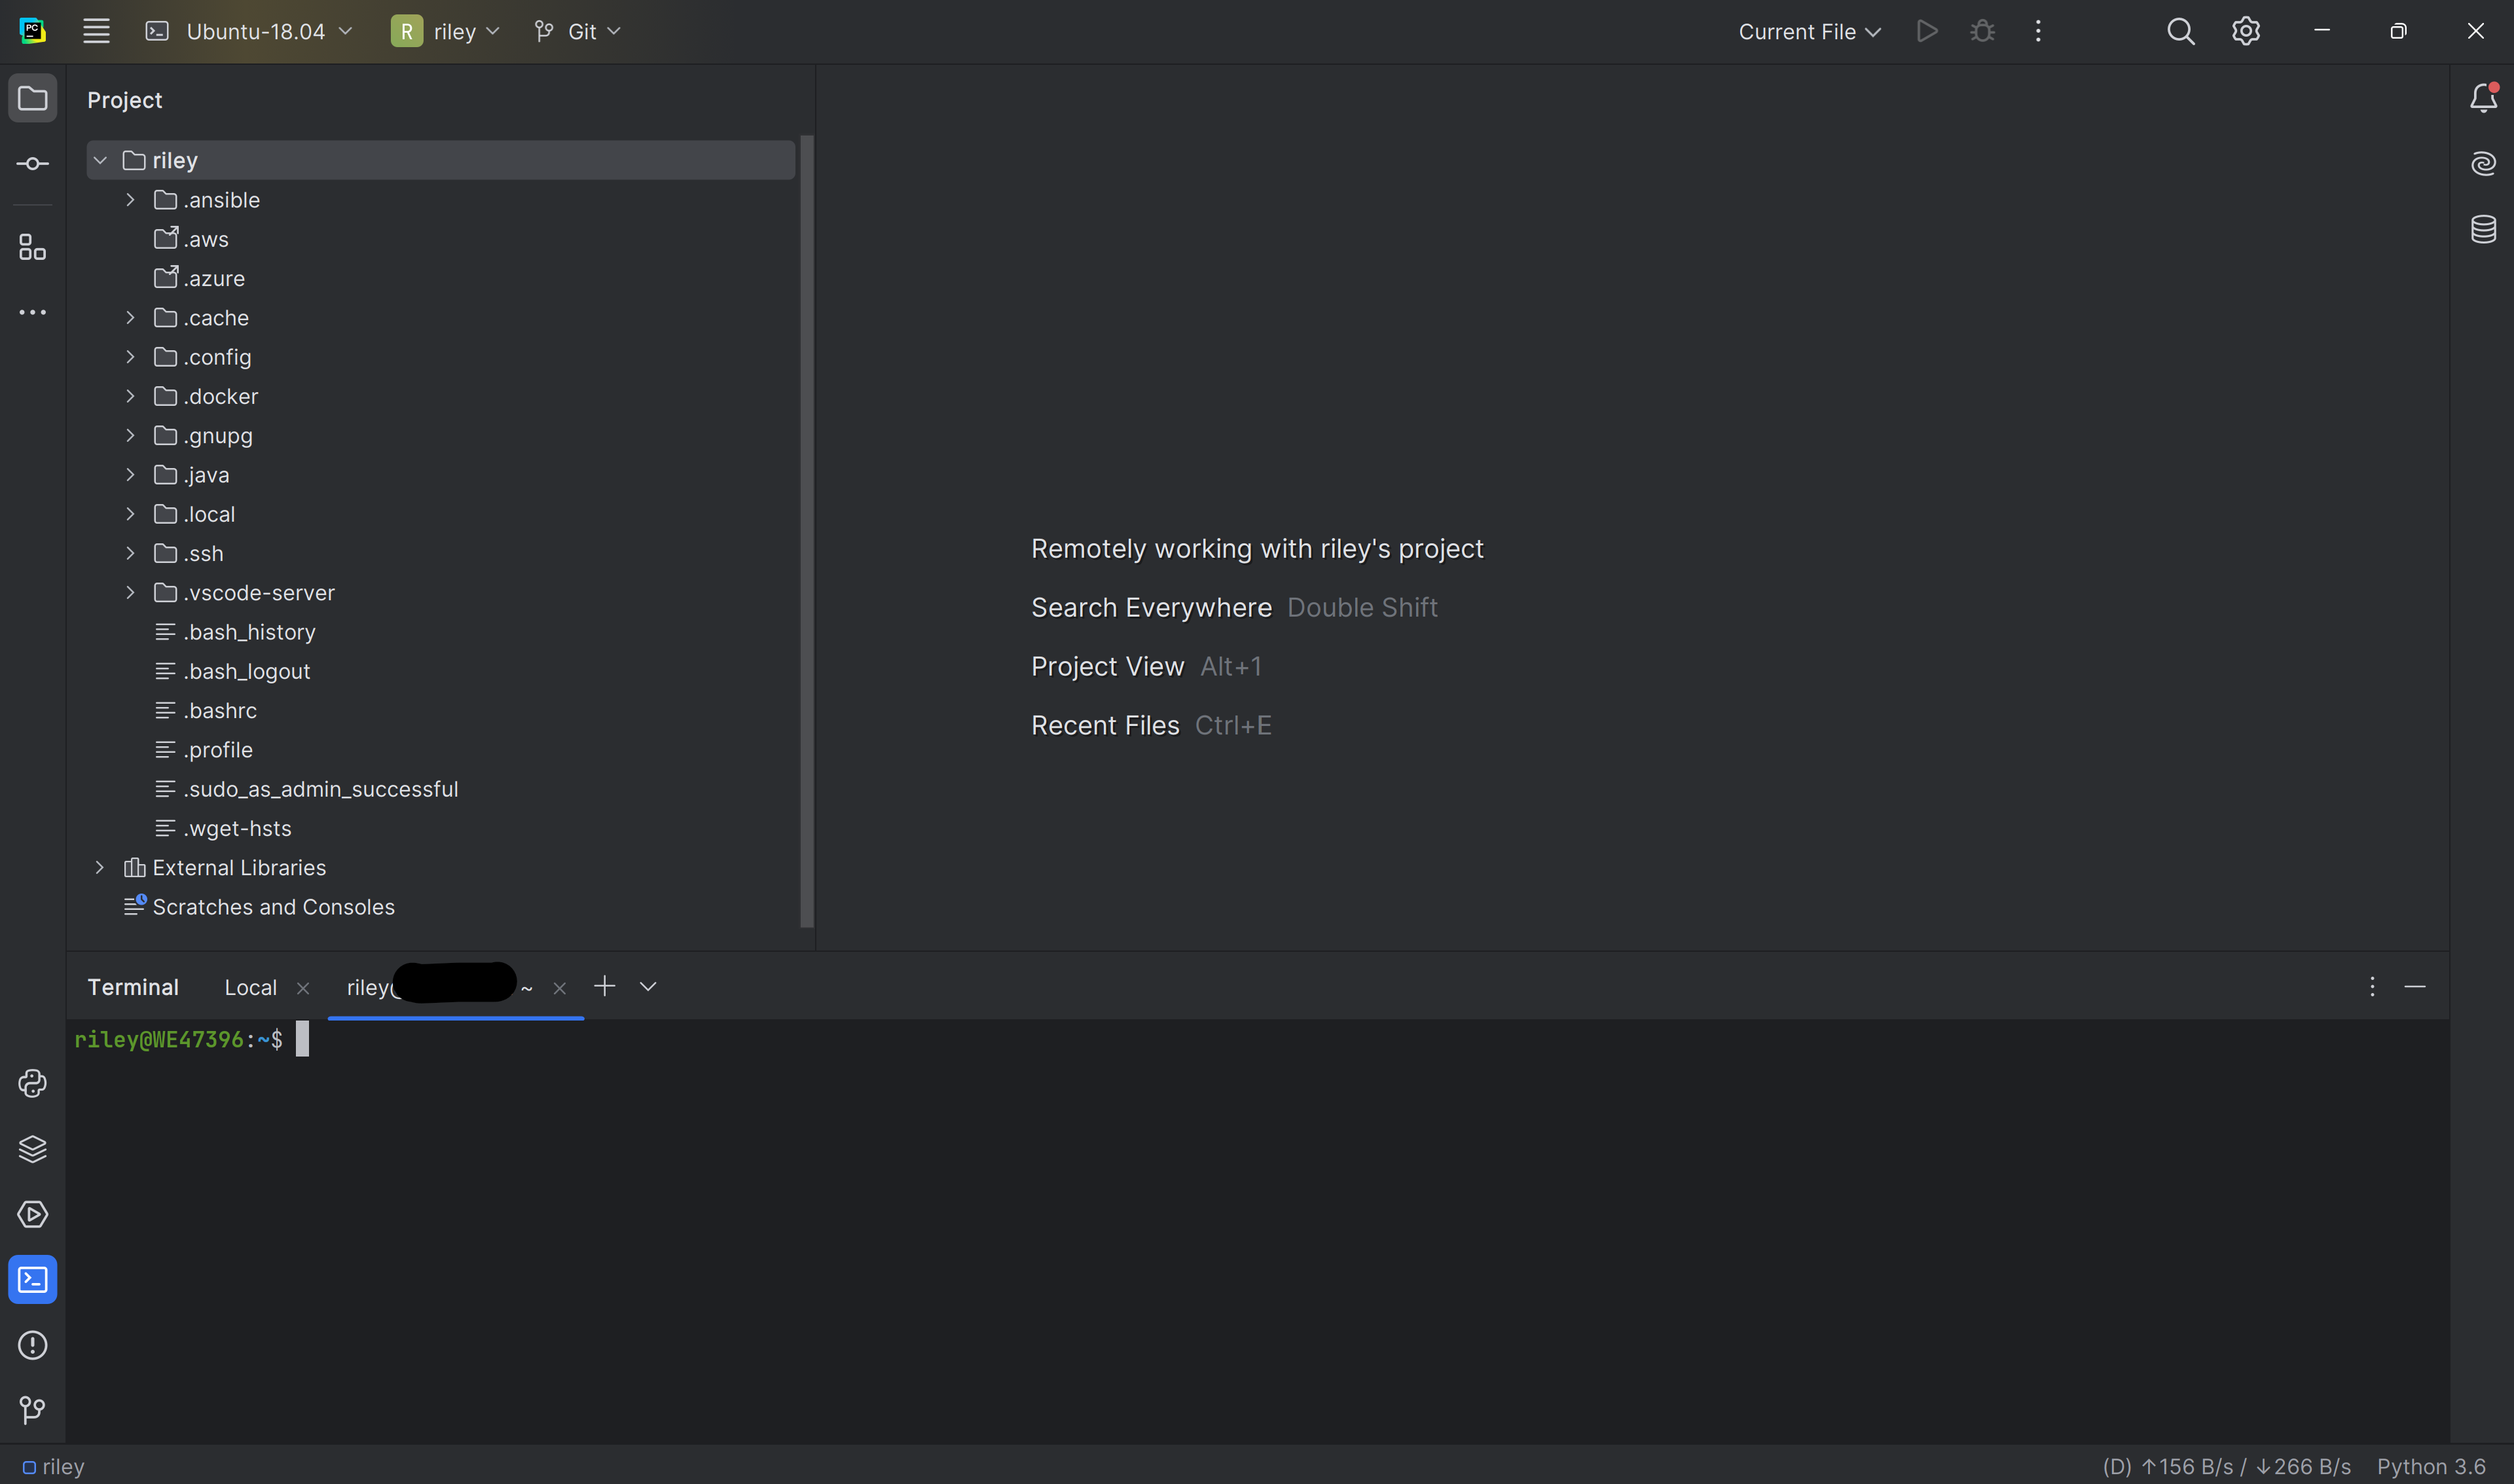 PC Ubuntu-18.04 R riley Git Current File
Project
riley
.ansible
.aws
.azure
.cache
.config
.docker
.gnupg
.java
.local
.ssh
.vscode-server
.bash_history
.bash_logout
.bashrc
.profile
.sudo_as_admin_successful
.wget-hsts
External Libraries
Scratches and Consoles
Remotely working with riley's project
Search Everywhere Double Shift
Project View Alt+1
Recent Files Ctrl+E
Terminal Local riley@ ~
riley@WE47396:~$
riley (D) ↑156 B/s / ↓266 B/s Python 3.6